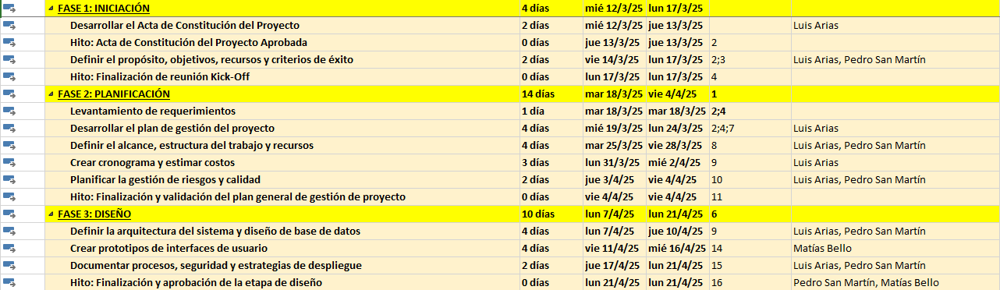 FASE 1: INICIACIÓN 4 días mié 12/3/25 lun 17/3/25
Desarrollar el Acta de Constitución del Proyecto 2 días mié 12/3/25 jue 13/3/25 Luis Arias
Hito: Acta de Constitución del Proyecto Aprobada 0 días jue 13/3/25 jue 13/3/25 2
Definir el propósito, objetivos, recursos y criterios de éxito 2 días vie 14/3/25 lun 17/3/25 2;3 Luis Arias, Pedro San Martín
Hito: Finalización de reunión Kick-Off 0 días lun 17/3/25 lun 17/3/25 4
FASE 2: PLANIFICACIÓN 14 días mar 18/3/25 vie 4/4/25 1
Levantamiento de requerimientos 1 día mar 18/3/25 mar 18/3/25 2;4
Desarrollar el plan de gestión del proyecto 4 días mié 19/3/25 lun 24/3/25 2;4;7 Luis Arias
Definir el alcance, estructura del trabajo y recursos 4 días mar 25/3/25 vie 28/3/25 8 Luis Arias, Pedro San Martín
Crear cronograma y estimar costos 3 días lun 31/3/25 mié 2/4/25 9 Luis Arias
Planificar la gestión de riesgos y calidad 2 días jue 3/4/25 vie 4/4/25 10 Luis Arias, Pedro San Martín
Hito: Finalización y validación del plan general de gestión de proyecto 0 días vie 4/4/25 vie 4/4/25 11
FASE 3: DISEÑO 10 días lun 7/4/25 lun 21/4/25 6
Definir la arquitectura del sistema y diseño de base de datos 4 días lun 7/4/25 jue 10/4/25 9 Luis Arias, Pedro San Martín
Crear prototipos de interfaces de usuario 4 días vie 11/4/25 mié 16/4/25 14 Matías Bello
Documentar procesos, seguridad y estrategias de despliegue 2 días jue 17/4/25 lun 21/4/25 15 Luis Arias, Pedro San Martín
Hito: Finalización y aprobación de la etapa de diseño 0 días lun 21/4/25 lun 21/4/25 16 Pedro San Martín, Matías Bello